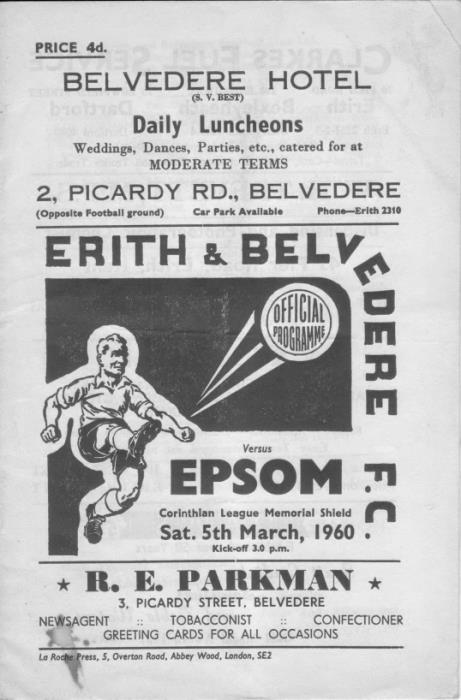 PRICE 4d.
BELVEDERE HOTEL
(S. V. BEST)
Daily Luncheons
Weddings, Dances, Parties, etc., catered for at
MODERATE TERMS
2, PICARDY RD., BELVEDERE
(Opposite Football ground) Car Park Available Phone—Erith 2310
ERITH & BELVEDERE F.C.
OFFICIAL
PROGRAMME
Versus
EPSOM
Corinthian League Memorial Shield
Sat. 5th March, 1960
Kick-off 3.0 p.m.
★ R. E. PARKMAN ★
3, PICARDY STREET, BELVEDERE
NEWSAGENT :: TOBACCONIST :: CONFECTIONER
GREETING CARDS FOR ALL OCCASIONS
La Roche Press, 5, Overton Road, Abbey Wood, London, SE2